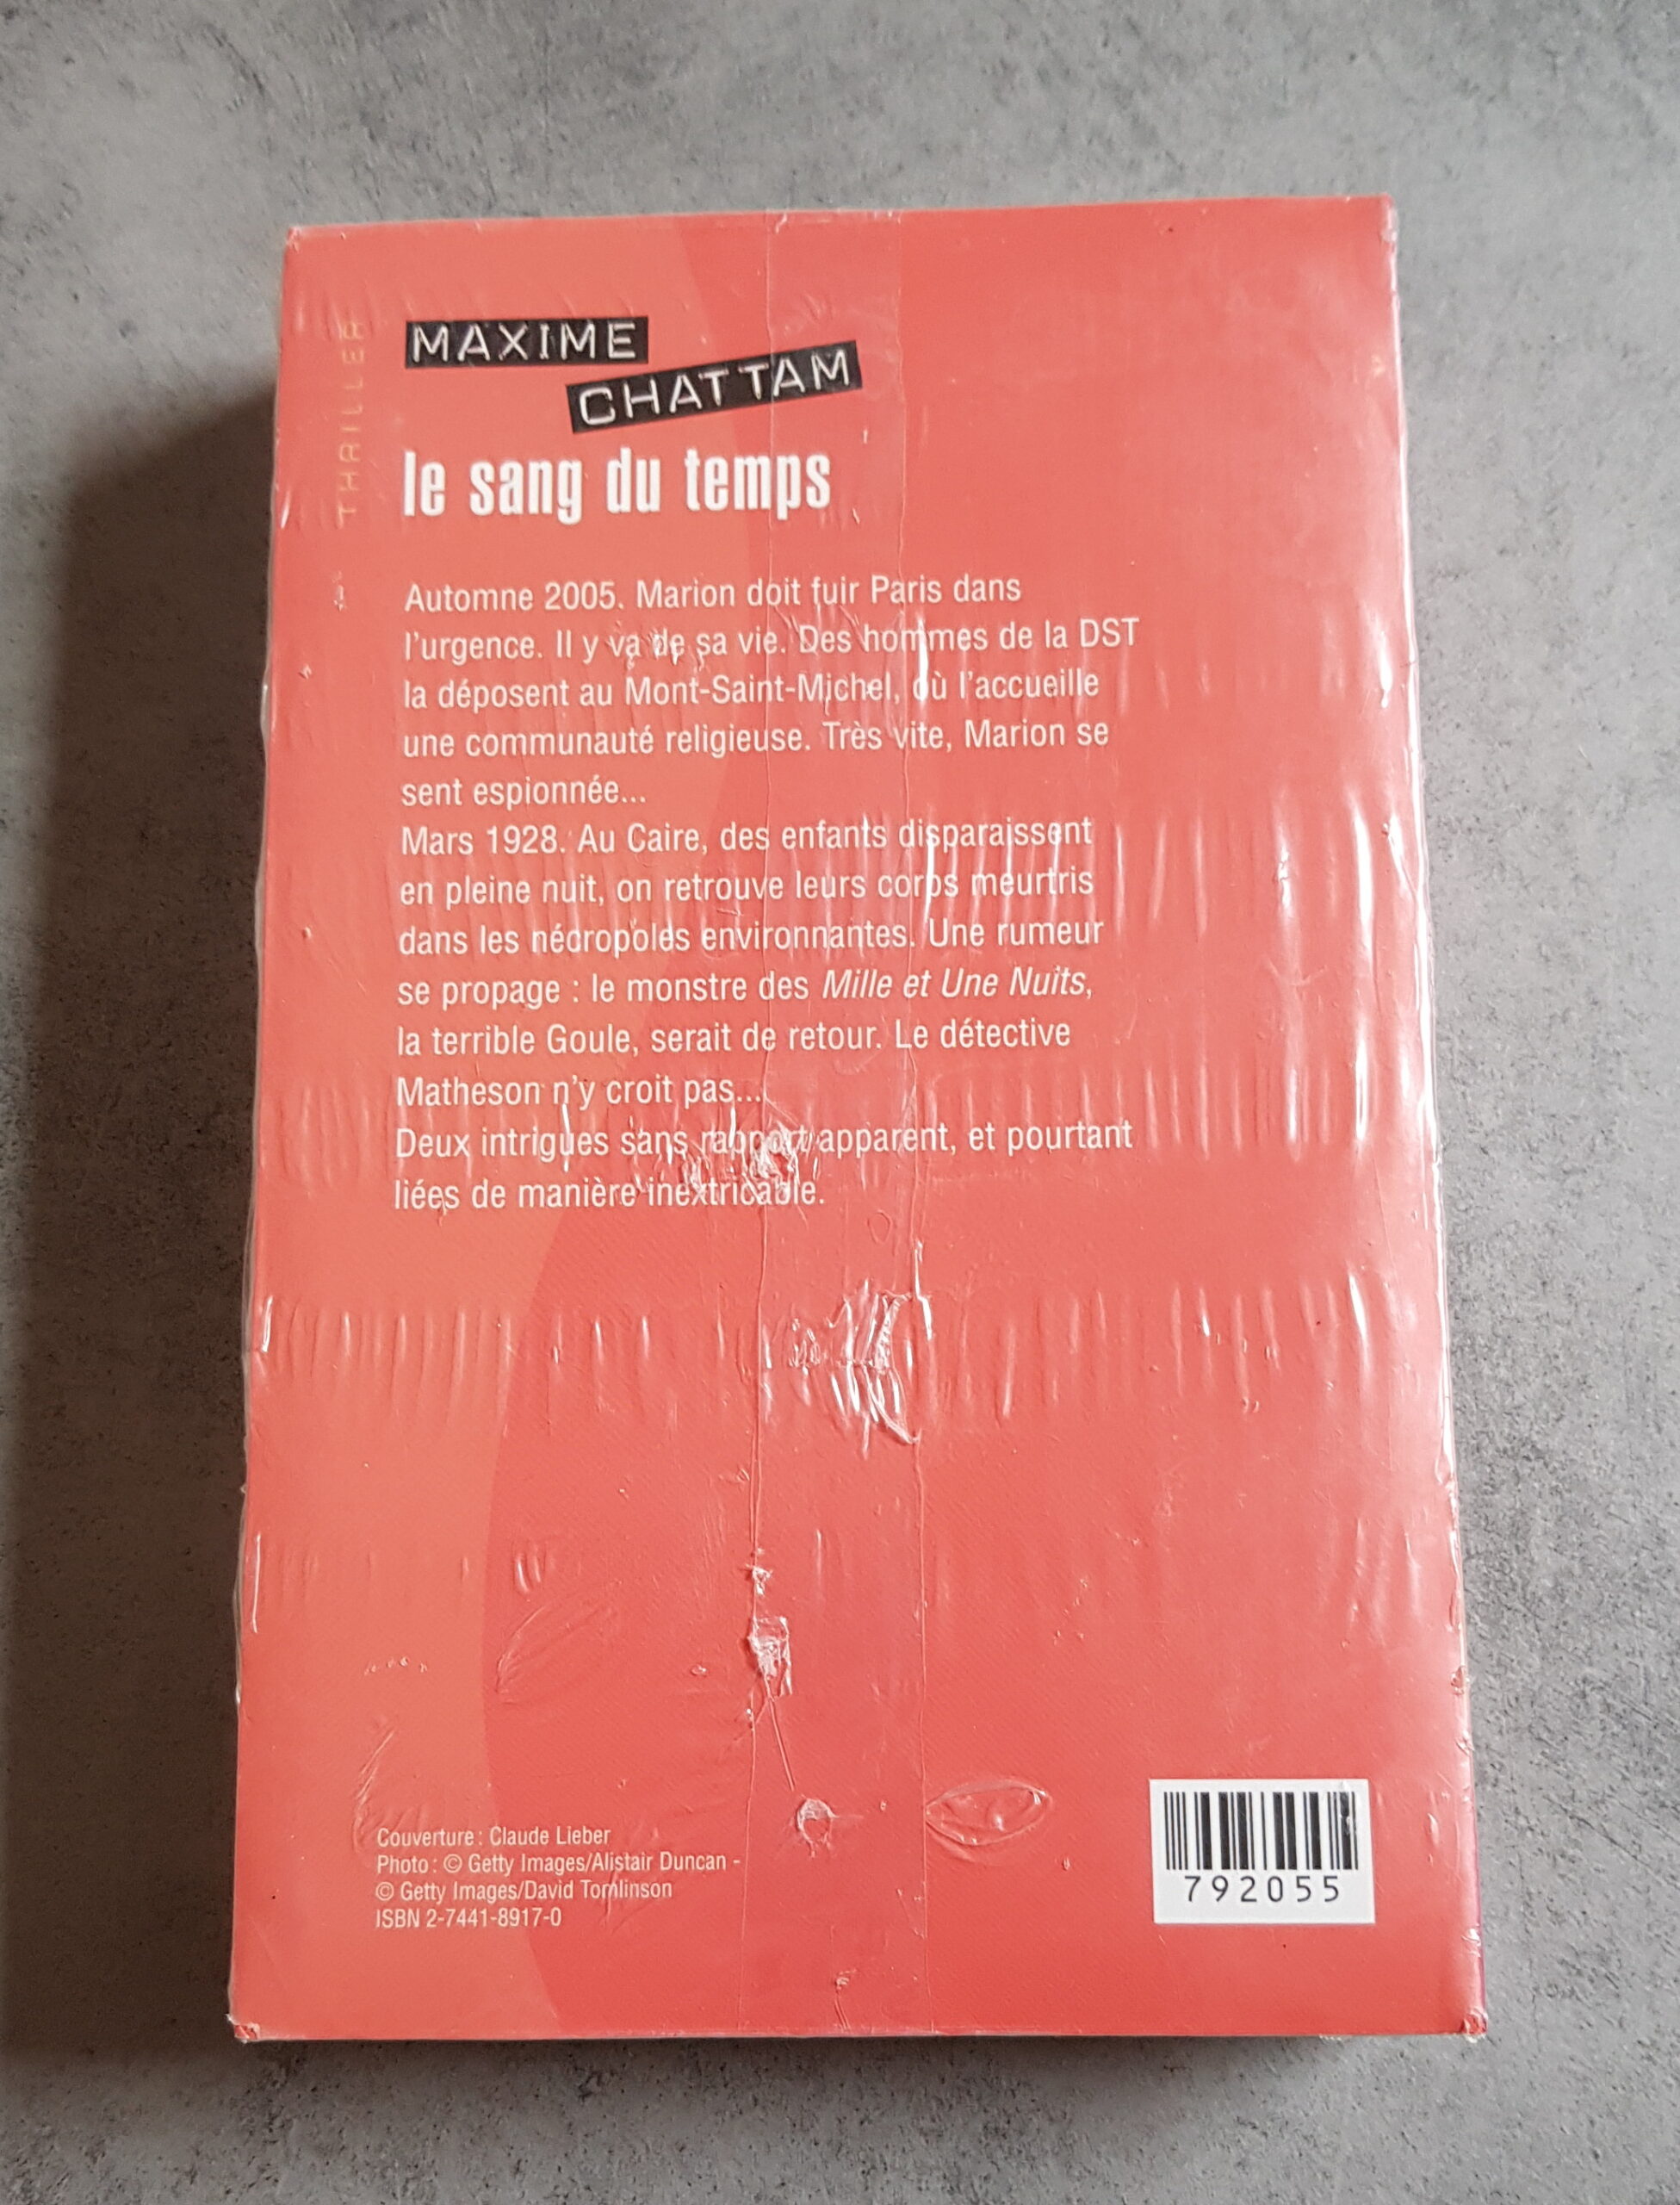 THRILLER
MAXIME
CHATTAM
le sang du temps
Automne 2005. Marion doit fuir Paris dans
l'urgence. Il y va de sa vie. Des hommes de la DST
la déposent au Mont-Saint-Michel, où l'accueille
une communauté religieuse. Très vite, Marion se
sent espionnée...
Mars 1928. Au Caire, des enfants disparaissent
en pleine nuit, on retrouve leurs corps meurtris
dans les nécropoles environnantes. Une rumeur
se propage : le monstre des Mille et Une Nuits,
la terrible Goule, serait de retour. Le détective
Matheson n'y croit pas...
Deux intrigues sans rapport apparent, et pourtant
liées de manière inextricable.
Couverture : Claude Lieber
Photo : © Getty Images/Alistair Duncan -
© Getty Images/David Tomlinson
ISBN 2-7441-8917-0
792055